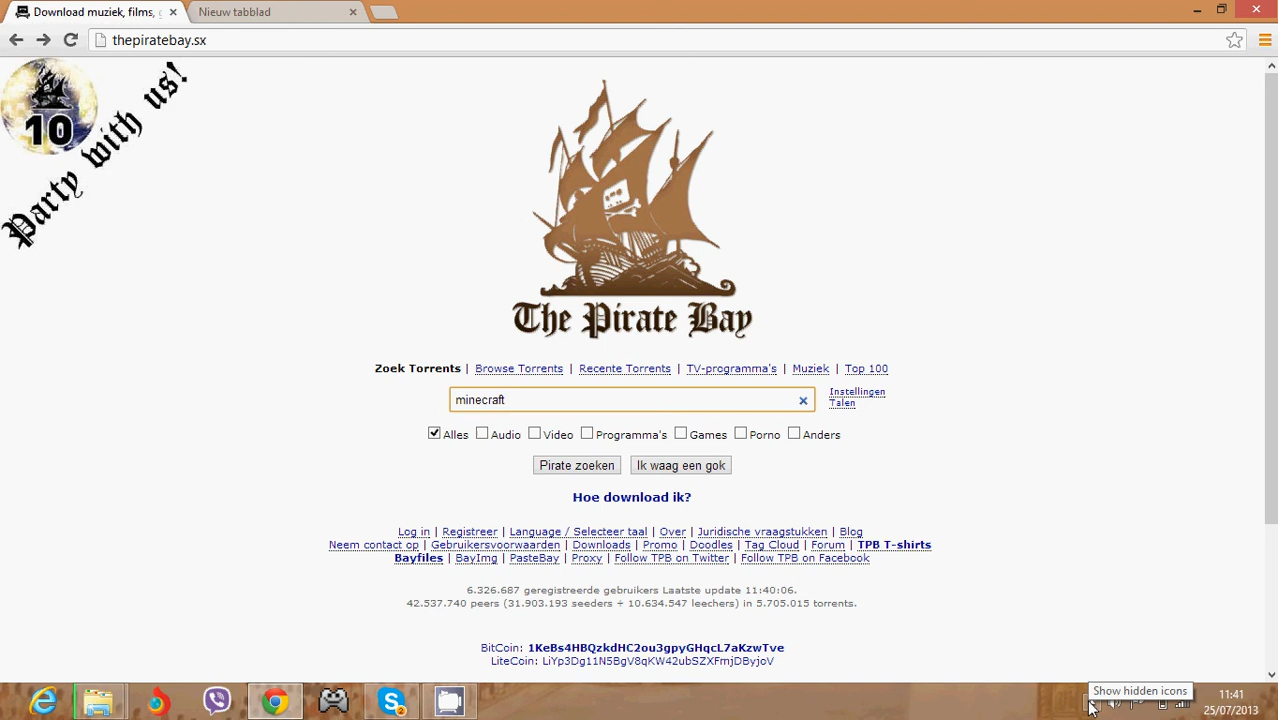 Download muziek, films, g
Nieuw tabblad
thepiratebay.sx
10
Party with us!
The Pirate Bay
Zoek Torrents | Browse Torrents | Recente Torrents | TV-programma's | Muziek | Top 100
minecraft
Instellingen
Talen
Alles Audio Video Programma's Games Porno Anders
Pirate zoeken Ik waag een gok
Hoe download ik?
Log in | Registreer | Language / Selecteer taal | Over | Juridische vraagstukken | Blog
Neem contact op | Gebruikersvoorwaarden | Downloads | Promo | Doodles | Tag Cloud | Forum | TPB T-shirts
Bayfiles | BayImg | PasteBay | Proxy | Follow TPB on Twitter | Follow TPB on Facebook
6.326.687 geregistreerde gebruikers Laatste update 11:40:06.
42.537.740 peers (31.903.193 seeders + 10.634.547 leechers) in 5.705.015 torrents.
BitCoin: 1KeBs4HBQzkdHC2ou3gpyGHqcL7aKzwTve
LiteCoin: LiYp3Dg11N5BgV8qKW42ubSZXFmjDByjoV
Show hidden icons
2
11:41
25/07/2013